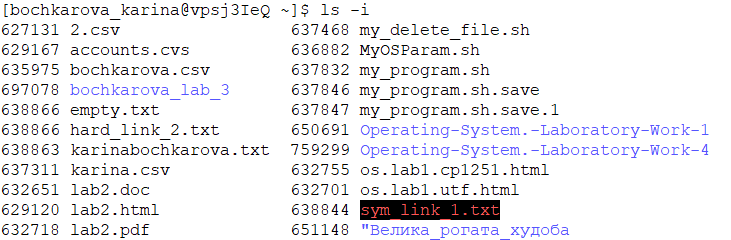 [bochkarova_karina@vpsj3IeQ ~]$ ls -i
627131 2.csv 637468 my_delete_file.sh
629167 accounts.cvs 636882 MyOSParam.sh
635975 bochkarova.csv 637832 my_program.sh
697078 bochkarova_lab_3 637846 my_program.sh.save
638866 empty.txt 637847 my_program.sh.save.1
638866 hard_link_2.txt 650691 Operating-System.-Laboratory-Work-1
638863 karinabochkarova.txt 759299 Operating-System.-Laboratory-Work-4
637311 karina.csv 632755 os.lab1.cp1251.html
632651 lab2.doc 632701 os.lab1.utf.html
629120 lab2.html 638844 sym_link_1.txt
632718 lab2.pdf 651148 "Велика_рогата_худоба